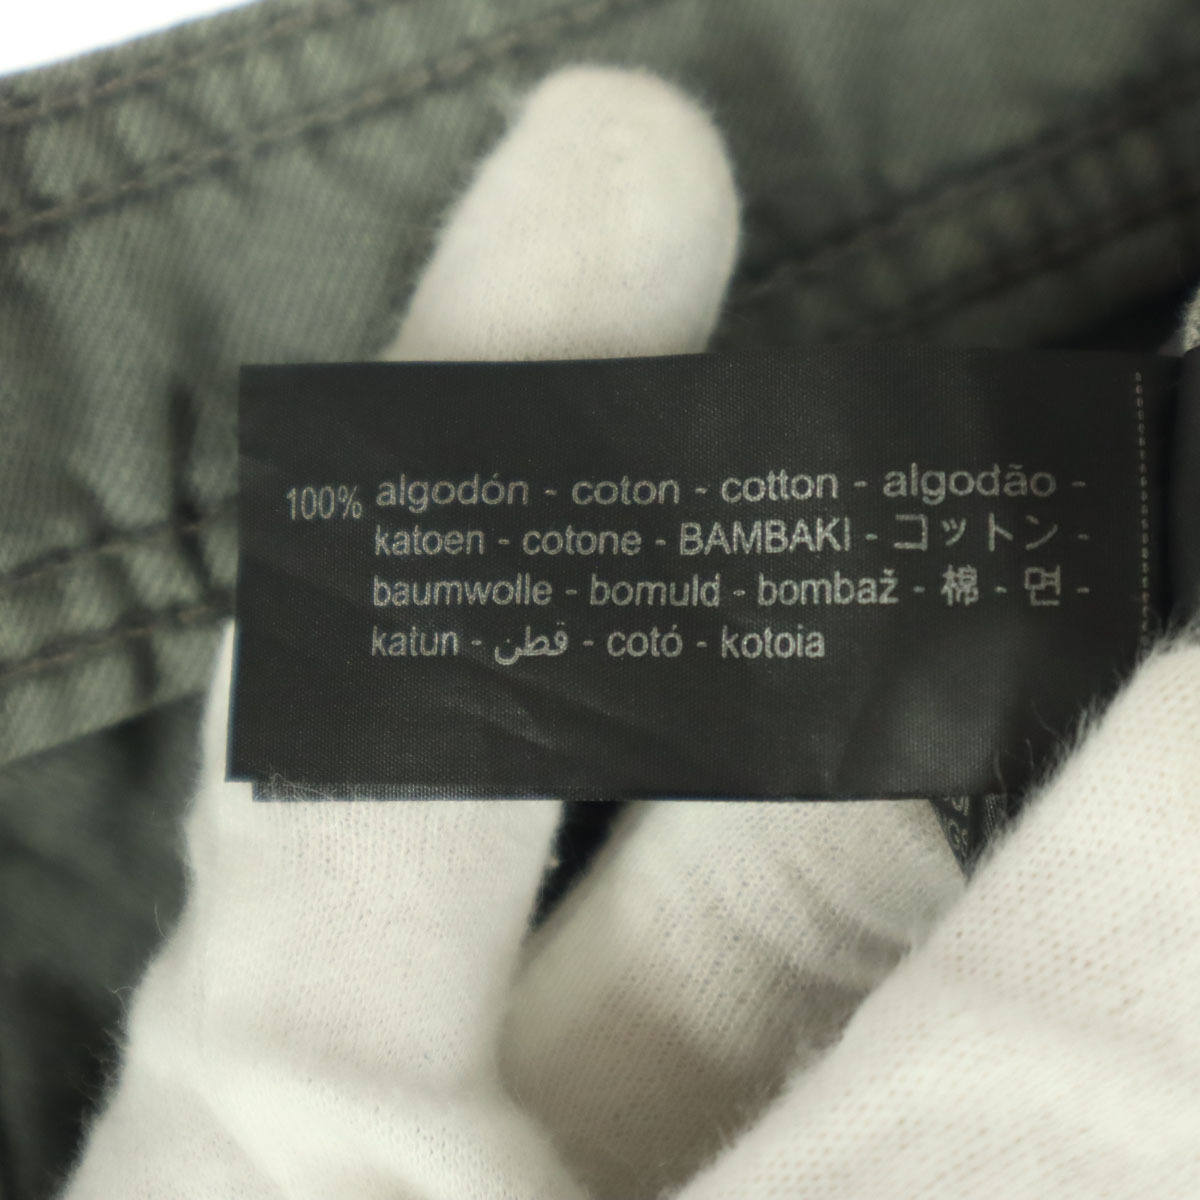 100% algodón - coton - cotton - algodão -
katoen - cotone - BAMBAKI - コットン -
baumwolle - bomuld - bombaž - 棉 - 면 -
katun - قطن - cotó - kotoia